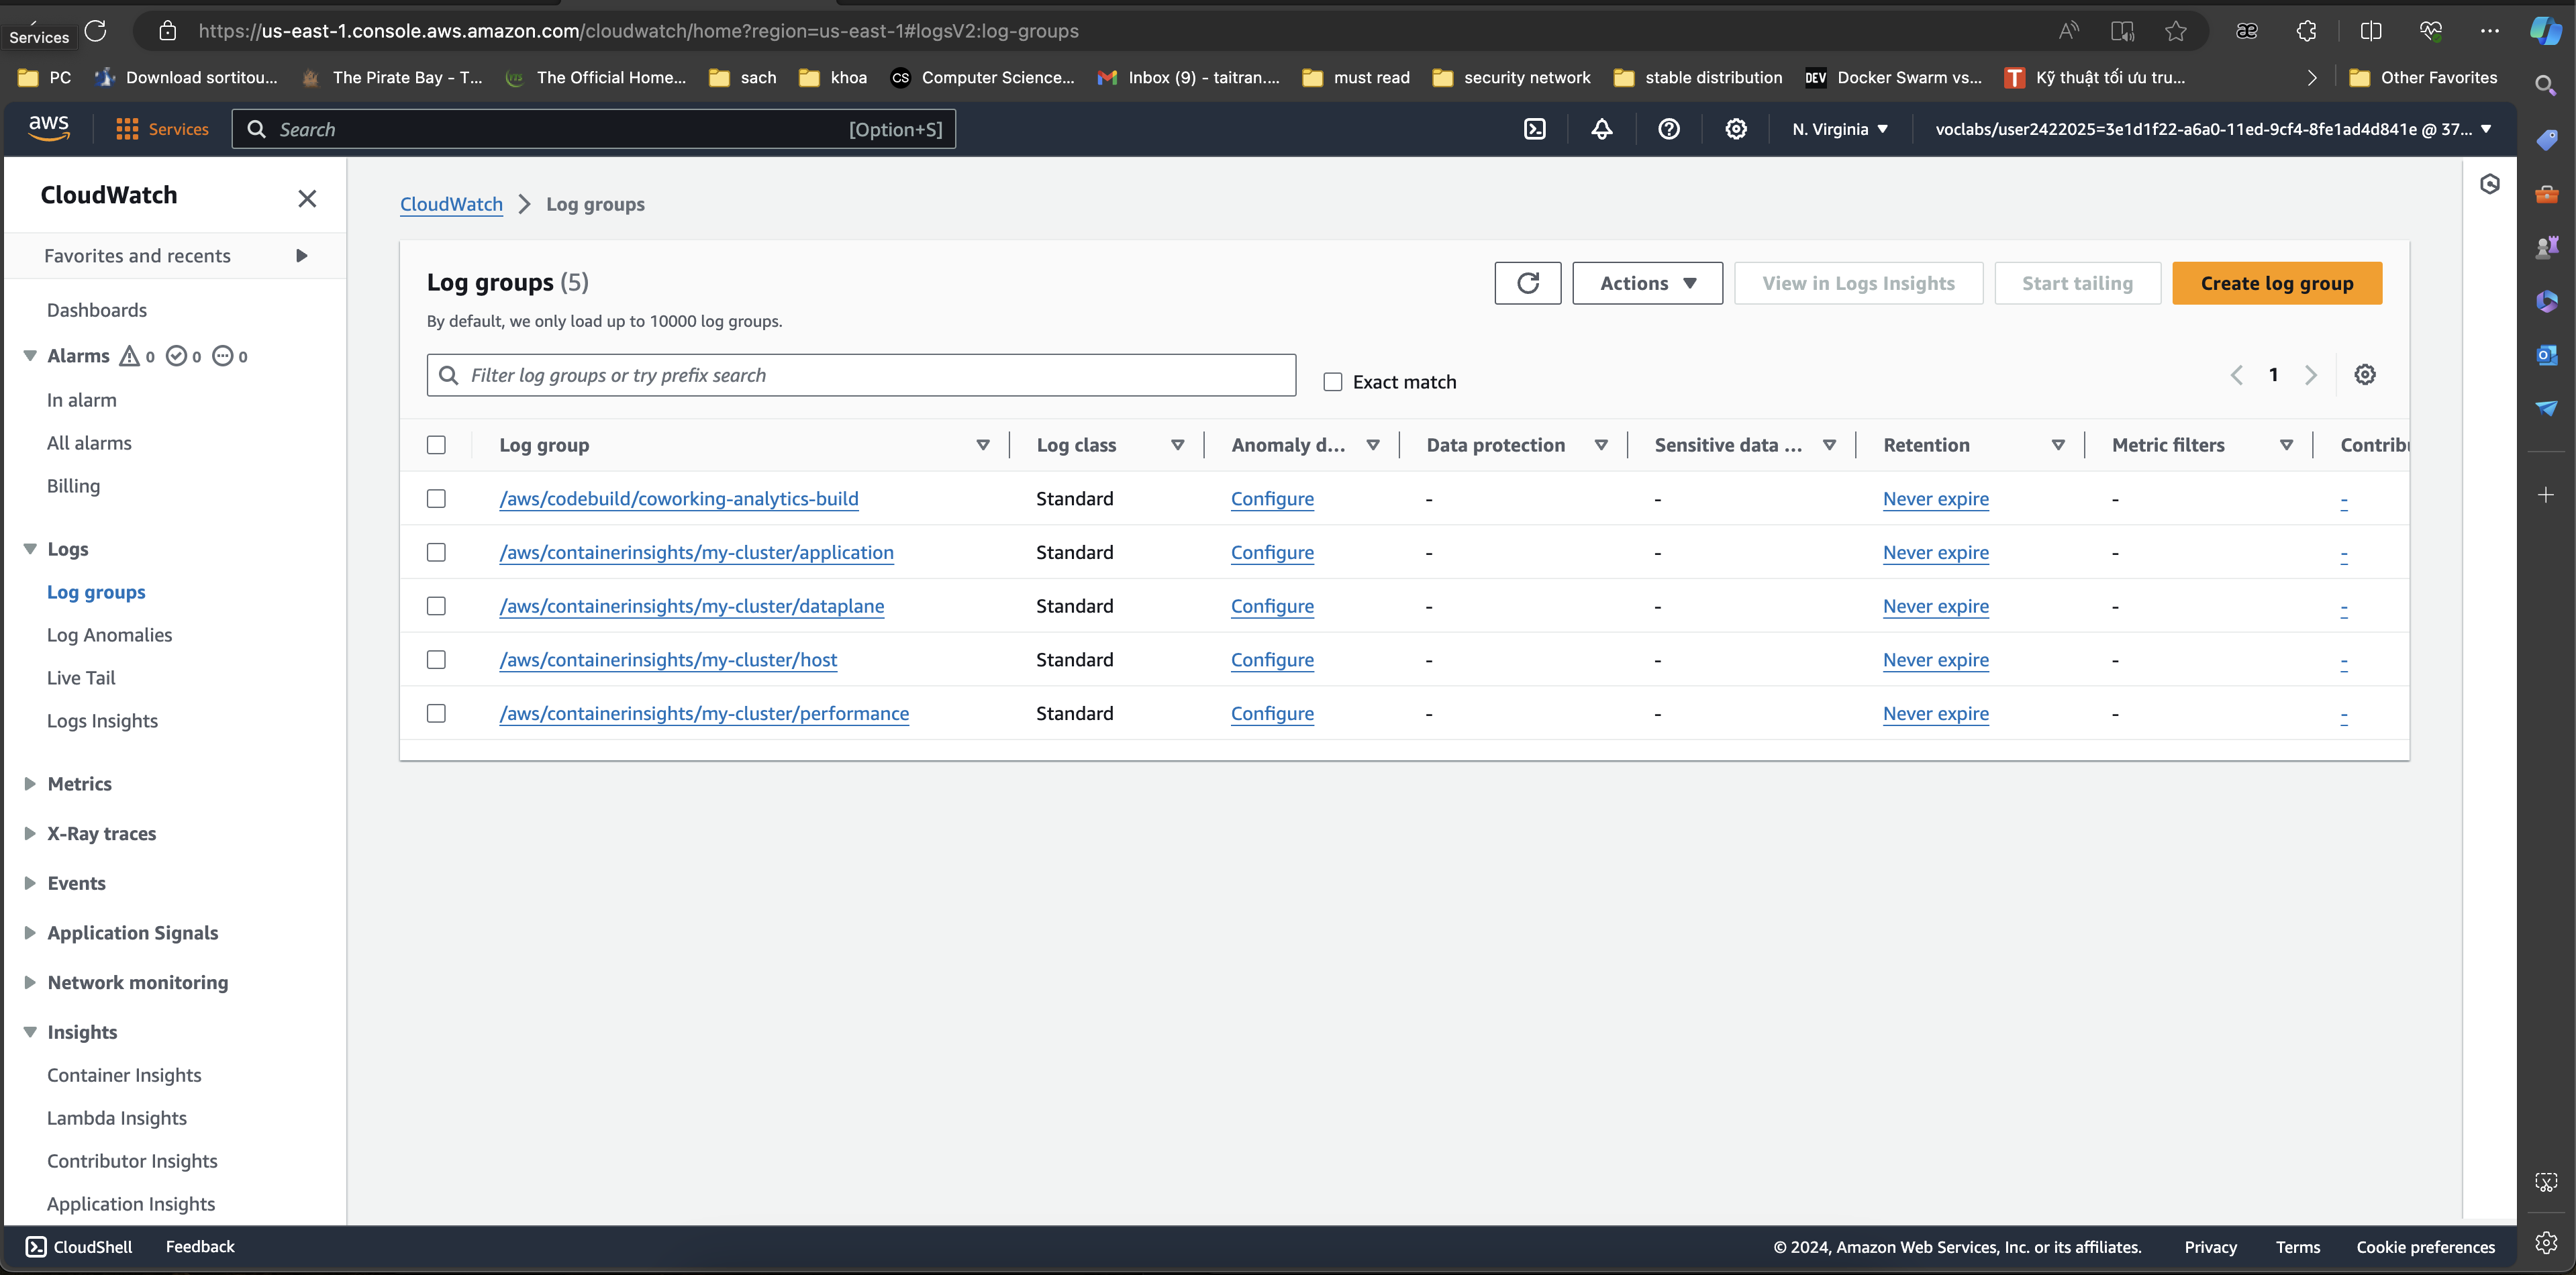 Services
https://us-east-1.console.aws.amazon.com/cloudwatch/home?region=us-east-1#logsV2:log-groups
PC
Download sortitou...
The Pirate Bay - T...
The Official Home...
sach
khoa
CS Computer Science...
Inbox (9) - taitran....
must read
security network
stable distribution
DEV Docker Swarm vs...
T Kỹ thuật tối ưu tru...
Other Favorites
aws
Services
Search
[Option+S]
N. Virginia
voclabs/user2422025=3e1d1f22-a6a0-11ed-9cf4-8fe1ad4d841e @ 37...
CloudWatch
Favorites and recents
Dashboards
Alarms 0 0 0
In alarm
All alarms
Billing
Logs
Log groups
Log Anomalies
Live Tail
Logs Insights
Metrics
X-Ray traces
Events
Application Signals
Network monitoring
Insights
Container Insights
Lambda Insights
Contributor Insights
Application Insights
CloudWatch > Log groups
Log groups (5)
By default, we only load up to 10000 log groups.
Actions
View in Logs Insights
Start tailing
Create log group
Filter log groups or try prefix search
Exact match
1
Log group Log class Anomaly d... Data protection Sensitive data ... Retention Metric filters Contrib
/aws/codebuild/coworking-analytics-build Standard Configure - - Never expire - -
/aws/containerinsights/my-cluster/application Standard Configure - - Never expire - -
/aws/containerinsights/my-cluster/dataplane Standard Configure - - Never expire - -
/aws/containerinsights/my-cluster/host Standard Configure - - Never expire - -
/aws/containerinsights/my-cluster/performance Standard Configure - - Never expire - -
CloudShell
Feedback
© 2024, Amazon Web Services, Inc. or its affiliates.
Privacy
Terms
Cookie preferences